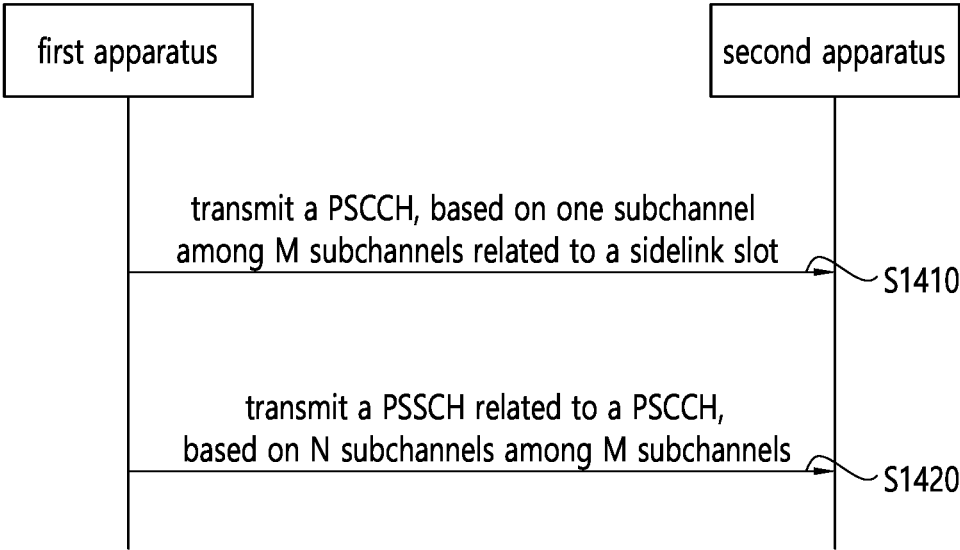 first apparatus
second apparatus
transmit a PSCCH, based on one subchannel
among M subchannels related to a sidelink slot
S1410
transmit a PSSCH related to a PSCCH,
based on N subchannels among M subchannels
S1420